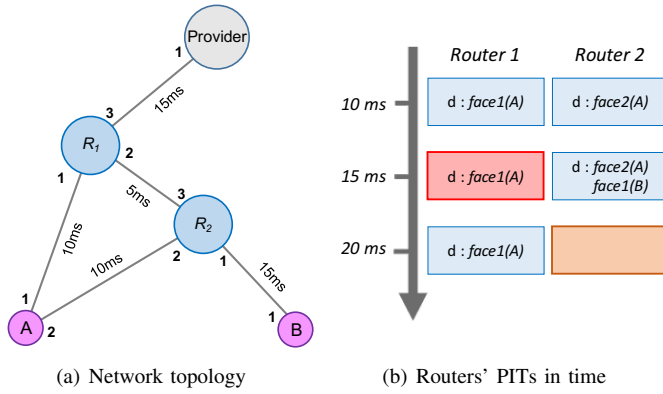 Provider
1
15ms
3
R1
2
1
5ms
3
R2
10ms
10ms
2
1
15ms
1
A
2
1
B
(a) Network topology
Router 1
Router 2
10 ms
d : face1(A)
d : face2(A)
15 ms
d : face1(A)
d : face2(A)
face1(B)
20 ms
d : face1(A)
(b) Routers' PITs in time